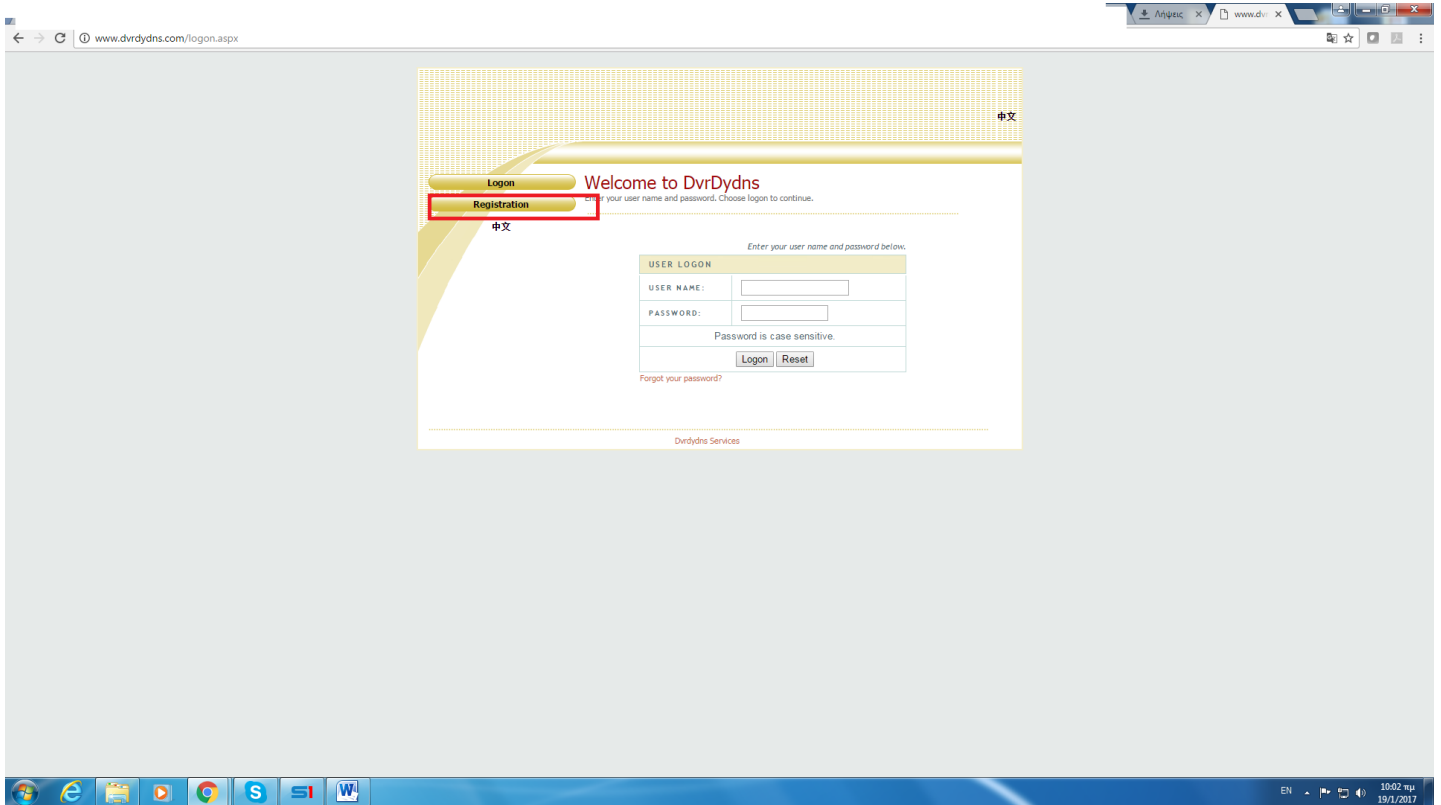 Λήψεις
www.dv
www.dvrdydns.com/logon.aspx
中文
Logon
Welcome to DvrDydns
Enter your user name and password. Choose logon to continue.
Registration
中文
Enter your user name and password below.
USER LOGON
USER NAME:
PASSWORD:
Password is case sensitive.
Logon Reset
Forgot your password?
Dvrdydns Services
EN
10:02 πμ
19/1/2017